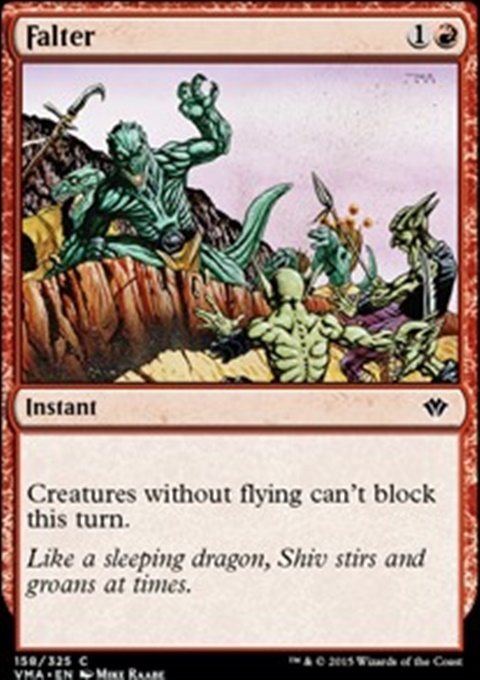 Falter
1
Instant
Creatures without flying can't block
this turn.
Like a sleeping dragon, Shiv stirs and
groans at times.
158/325 C
VMA • EN Mike Raabe
™ & © 2015 Wizards of the Coast